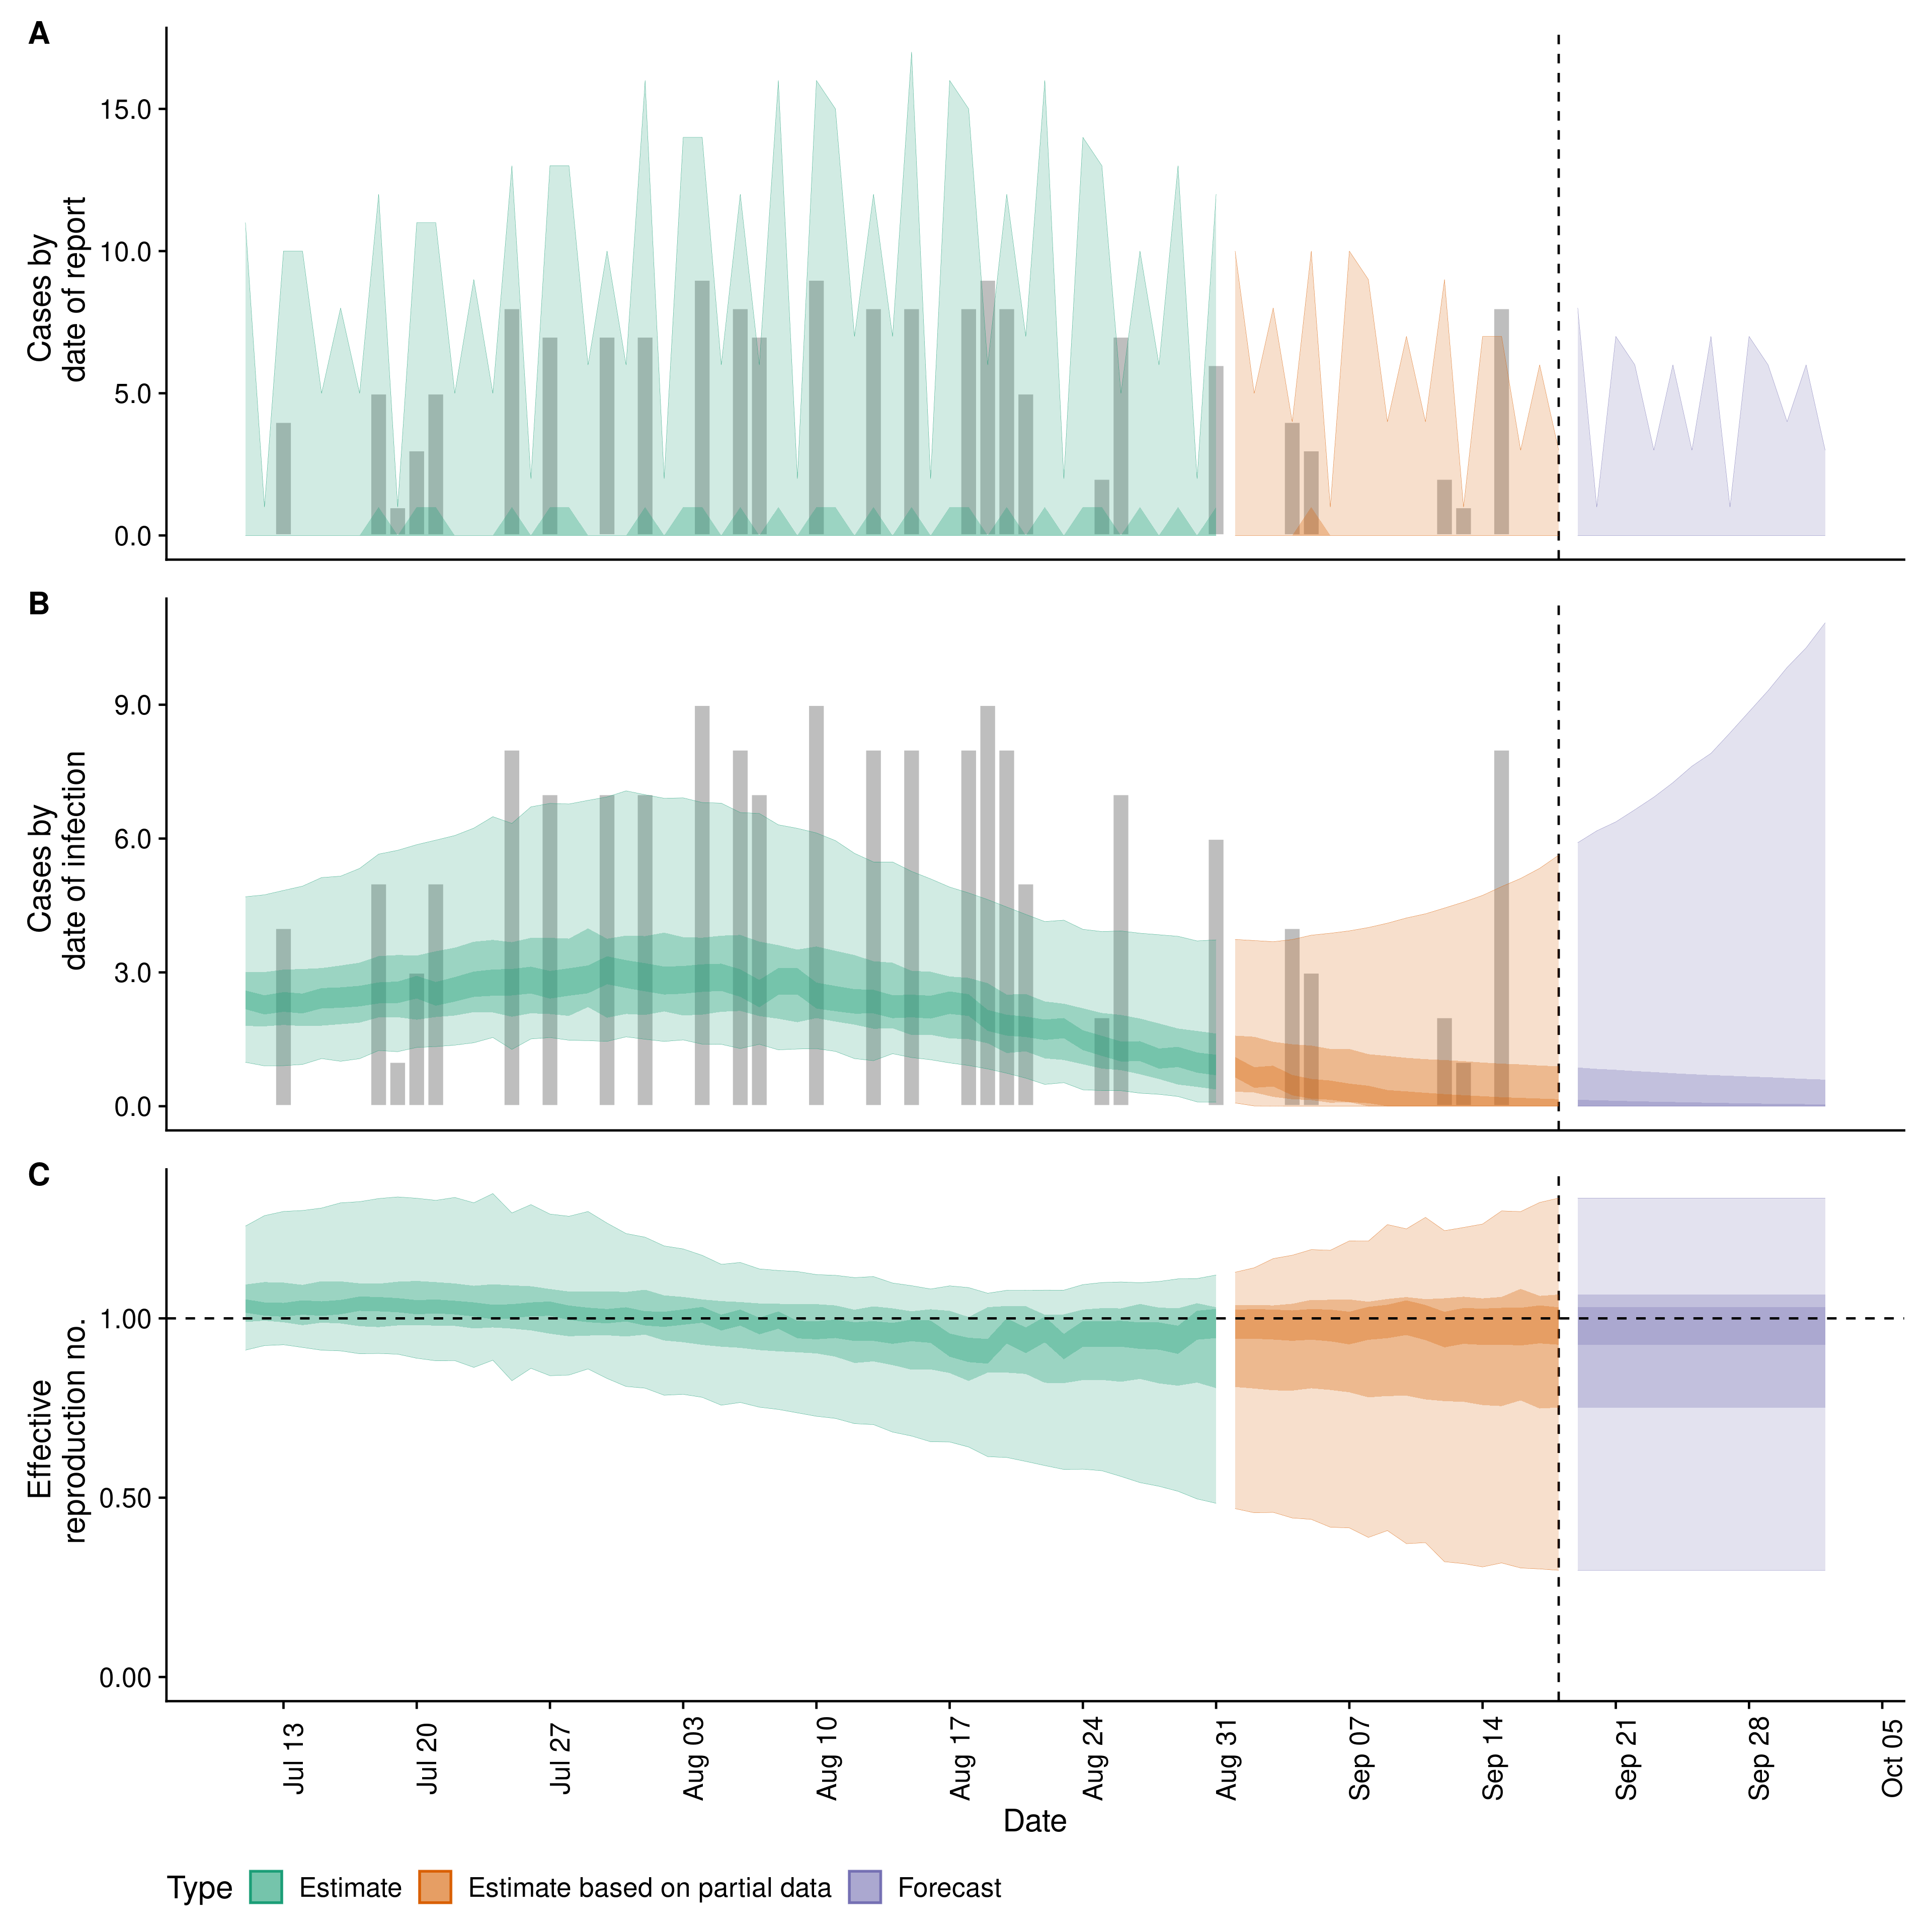 A
Cases by
date of report
15.0
10.0
5.0
0.0
B
Cases by
date of infection
9.0
6.0
3.0
0.0
C
Effective
reproduction no.
1.00
0.50
0.00
Jul 13
Jul 20
Jul 27
Aug 03
Aug 10
Aug 17
Aug 24
Aug 31
Sep 07
Sep 14
Sep 21
Sep 28
Oct 05
Date
Type
Estimate
Estimate based on partial data
Forecast